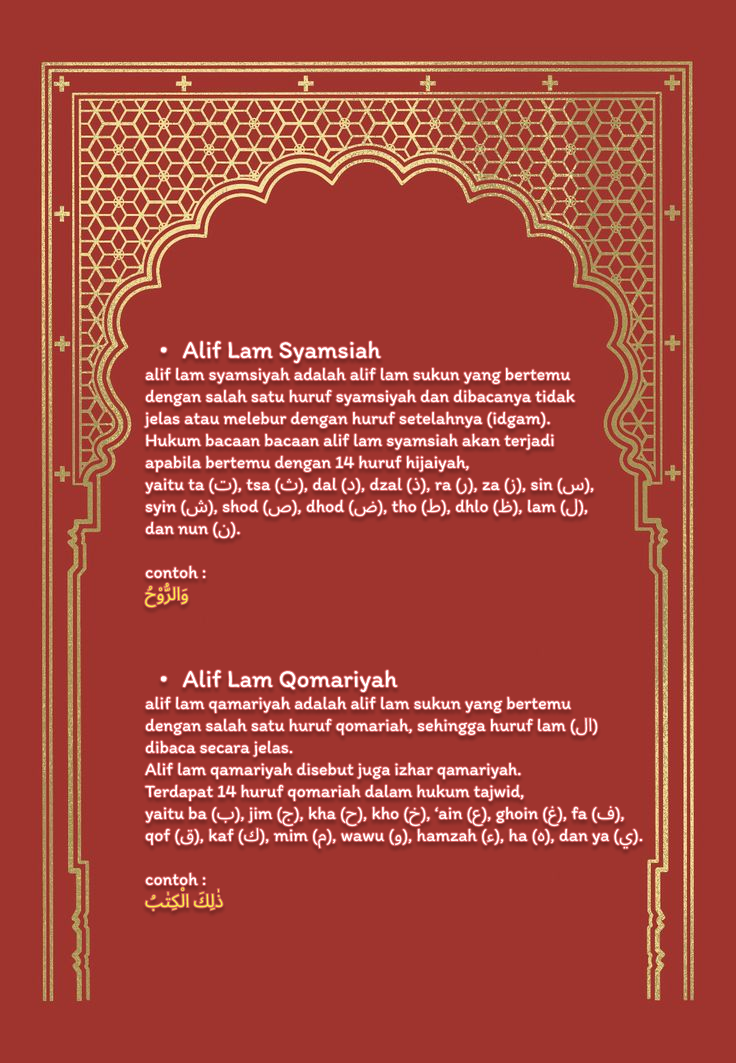 • Alif Lam Syamsiah
alif lam syamsiyah adalah alif lam sukun yang bertemu
dengan salah satu huruf syamsiyah dan dibacanya tidak
jelas atau melebur dengan huruf setelahnya (idgam).
Hukum bacaan bacaan alif lam syamsiah akan terjadi
apabila bertemu dengan 14 huruf hijaiyah,
yaitu ta (ت), tsa (ث), dal (د), dzal (ذ), ra (ر), za (ز), sin (س),
syin (ش), shod (ص), dhod (ض), tho (ط), dhlo (ظ), lam (ل),
dan nun (ن).
contoh :
وَالرُّوْحُ
• Alif Lam Qomariyah
alif lam qamariyah adalah alif lam sukun yang bertemu
dengan salah satu huruf qomariah, sehingga huruf lam (ال)
dibaca secara jelas.
Alif lam qamariyah disebut juga izhar qamariyah.
Terdapat 14 huruf qomariah dalam hukum tajwid,
yaitu ba (ب), jim (ج), kha (ح), kho (خ), ‘ain (ع), ghoin (غ), fa (ف),
qof (ق), kaf (ك), mim (م), wawu (و), hamzah (ء), ha (ه), dan ya (ي).
contoh :
ذٰلِكَ الْكِتٰبُ